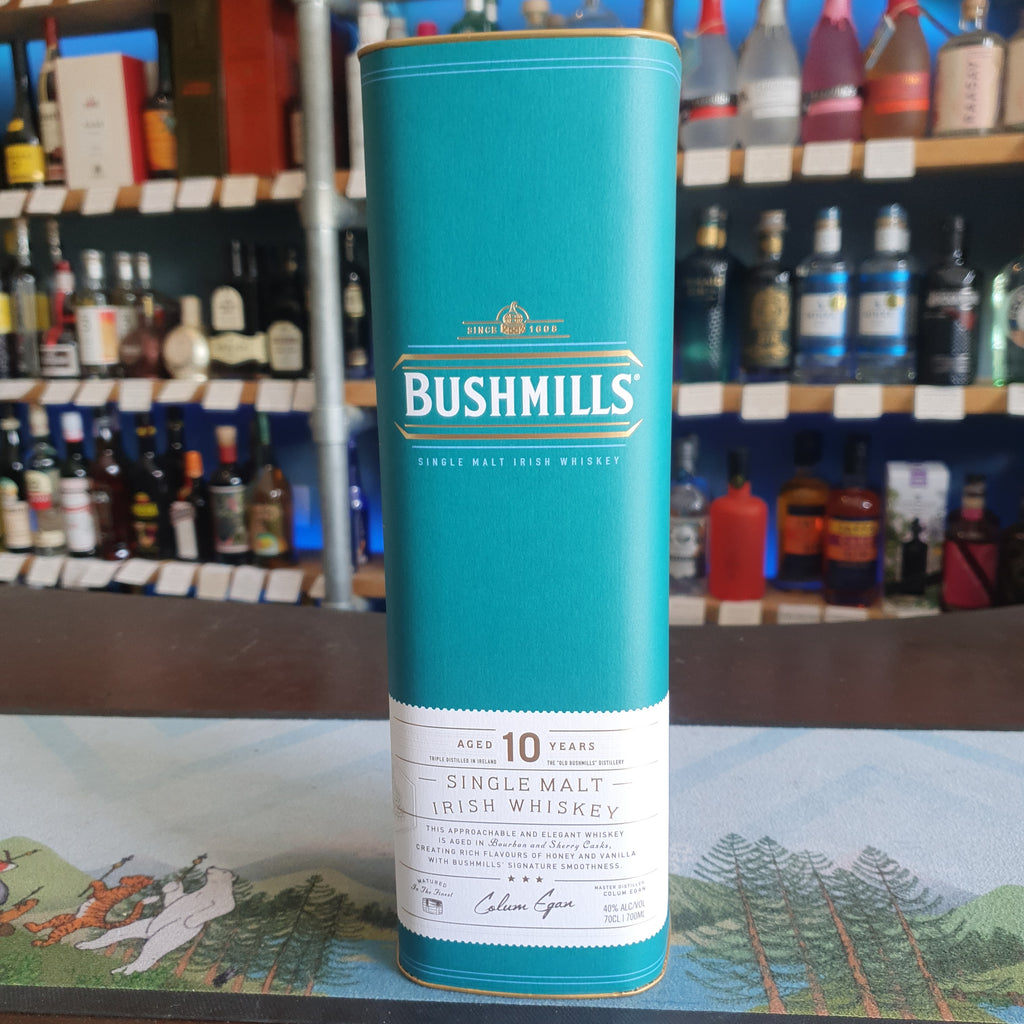 SINCE 1608
BUSHMILLS®
SINGLE MALT IRISH WHISKEY
AGED 10 YEARS
TRIPLE DISTILLED IN IRELAND THE "OLD BUSHMILLS" DISTILLERY
SINGLE MALT
IRISH WHISKEY
THIS APPROACHABLE AND ELEGANT WHISKEY
IS AGED IN Bourbon and Sherry Casks,
CREATING RICH FLAVOURS OF HONEY AND VANILLA
WITH BUSHMILLS' SIGNATURE SMOOTHNESS.
MATURED
In The Finest
Colum Egan
MASTER DISTILLER
COLUM EGAN
40% ALC/VOL
70CL | 700ML
RAASAY